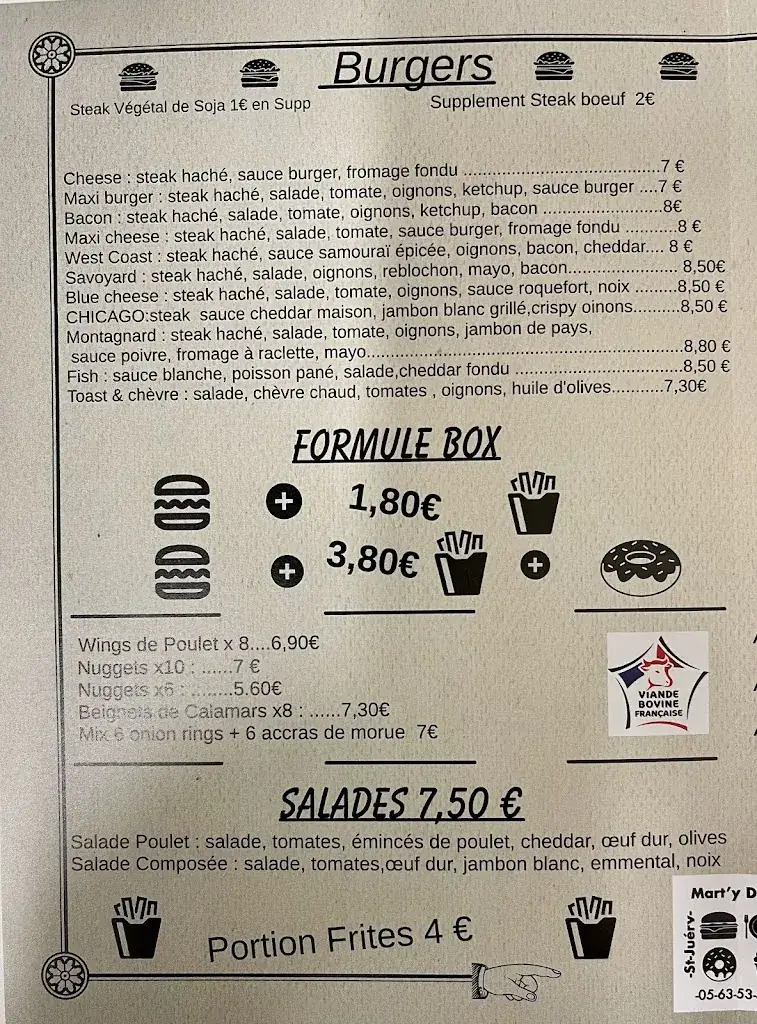 Burgers
Steak Végétal de Soja 1€ en Supp
Supplement Steak boeuf 2€
Cheese : steak haché, sauce burger, fromage fondu ..........................................7 €
Maxi burger : steak haché, salade, tomate, oignons, ketchup, sauce burger ....7 €
Bacon : steak haché, salade, tomate, oignons, ketchup, bacon .........................8€
Maxi cheese : steak haché, salade, tomate, sauce burger, fromage fondu ...........8 €
West Coast : steak haché, sauce samouraï épicée, oignons, bacon, cheddar.... 8 €
Savoyard : steak haché, salade, oignons, reblochon, mayo, bacon....................... 8,50€
Blue cheese : steak haché, salade, tomate, oignons, sauce roquefort, noix .........8,50 €
CHICAGO:steak sauce cheddar maison, jambon blanc grillé,crispy oinons..........8,50 €
Montagnard : steak haché, salade, tomate, oignons, jambon de pays,
sauce poivre, fromage à raclette, mayo...................................................................8,80 €
Fish : sauce blanche, poisson pané, salade,cheddar fondu ....................................8,50 €
Toast & chèvre : salade, chèvre chaud, tomates , oignons, huile d'olives...........7,30€
FORMULE BOX
+ 1,80€
+ 3,80€ +
Wings de Poulet x 8....6,90€
Nuggets x10 : ......7 €
Nuggets x6 : ........5.60€
Beignets de Calamars x8 : ......7,30€
Mix 6 onion rings + 6 accras de morue 7€
VIANDE
BOVINE
FRANÇAISE
SALADES 7,50 €
Salade Poulet : salade, tomates, émincés de poulet, cheddar, œuf dur, olives
Salade Composée : salade, tomates,œuf dur, jambon blanc, emmental, noix
Portion Frites 4 €
Mart'y D
-St-Juéry-
-05-63-53-